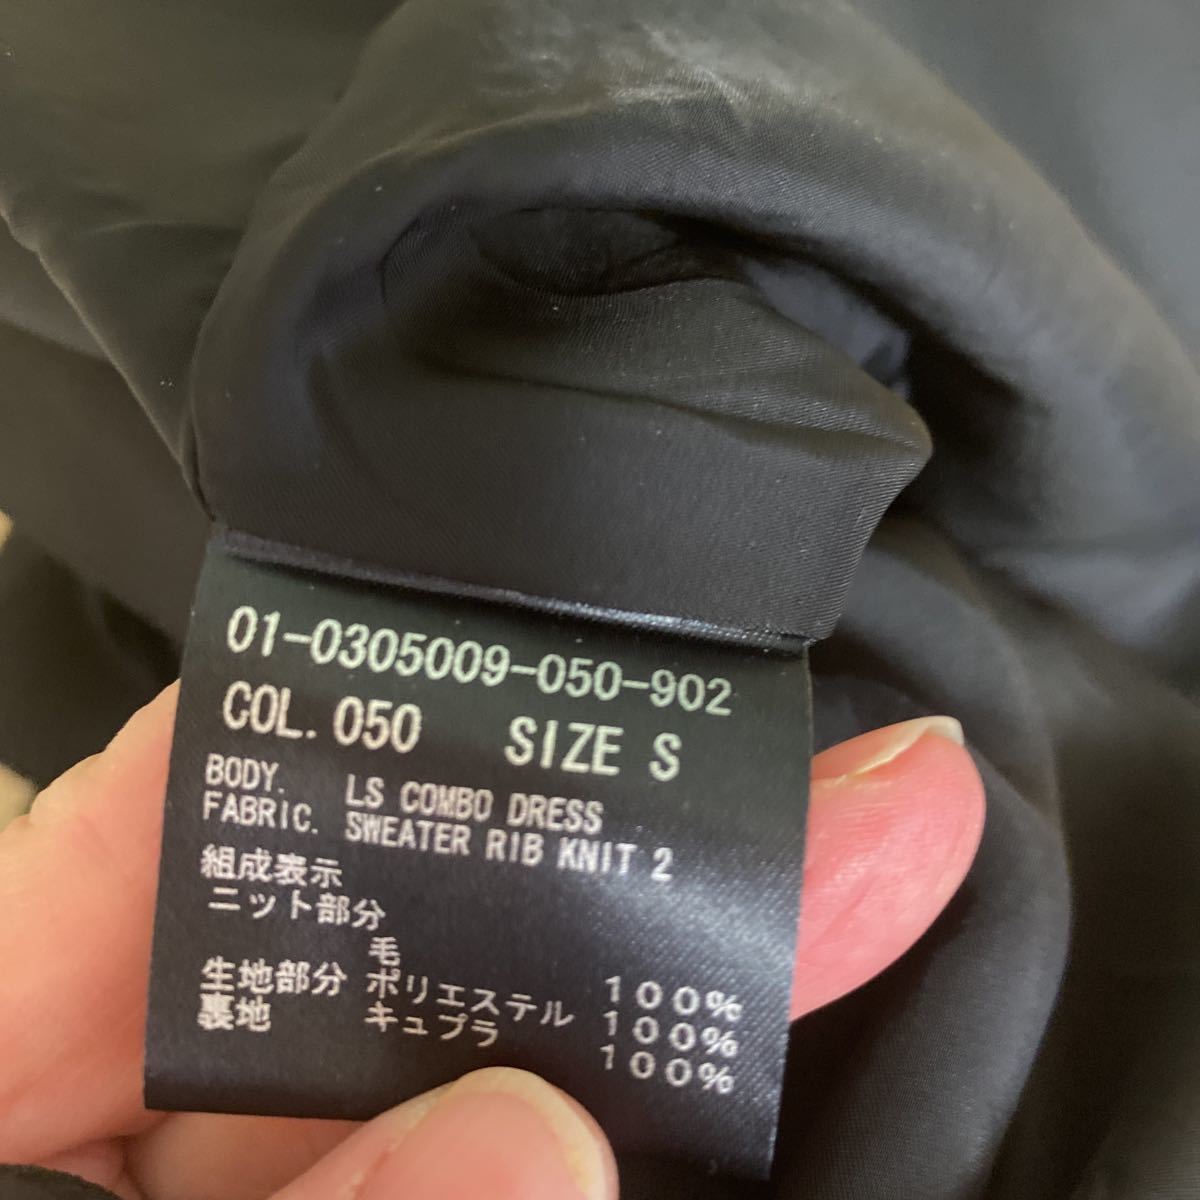 01-0305009-050-902
COL. 050 SIZE S
BODY. LS COMBO DRESS
FABRIC. SWEATER RIB KNIT 2
組成表示
ニット部分
毛 100%
生地部分 ポリエステル 100%
裏地 キュプラ 100%